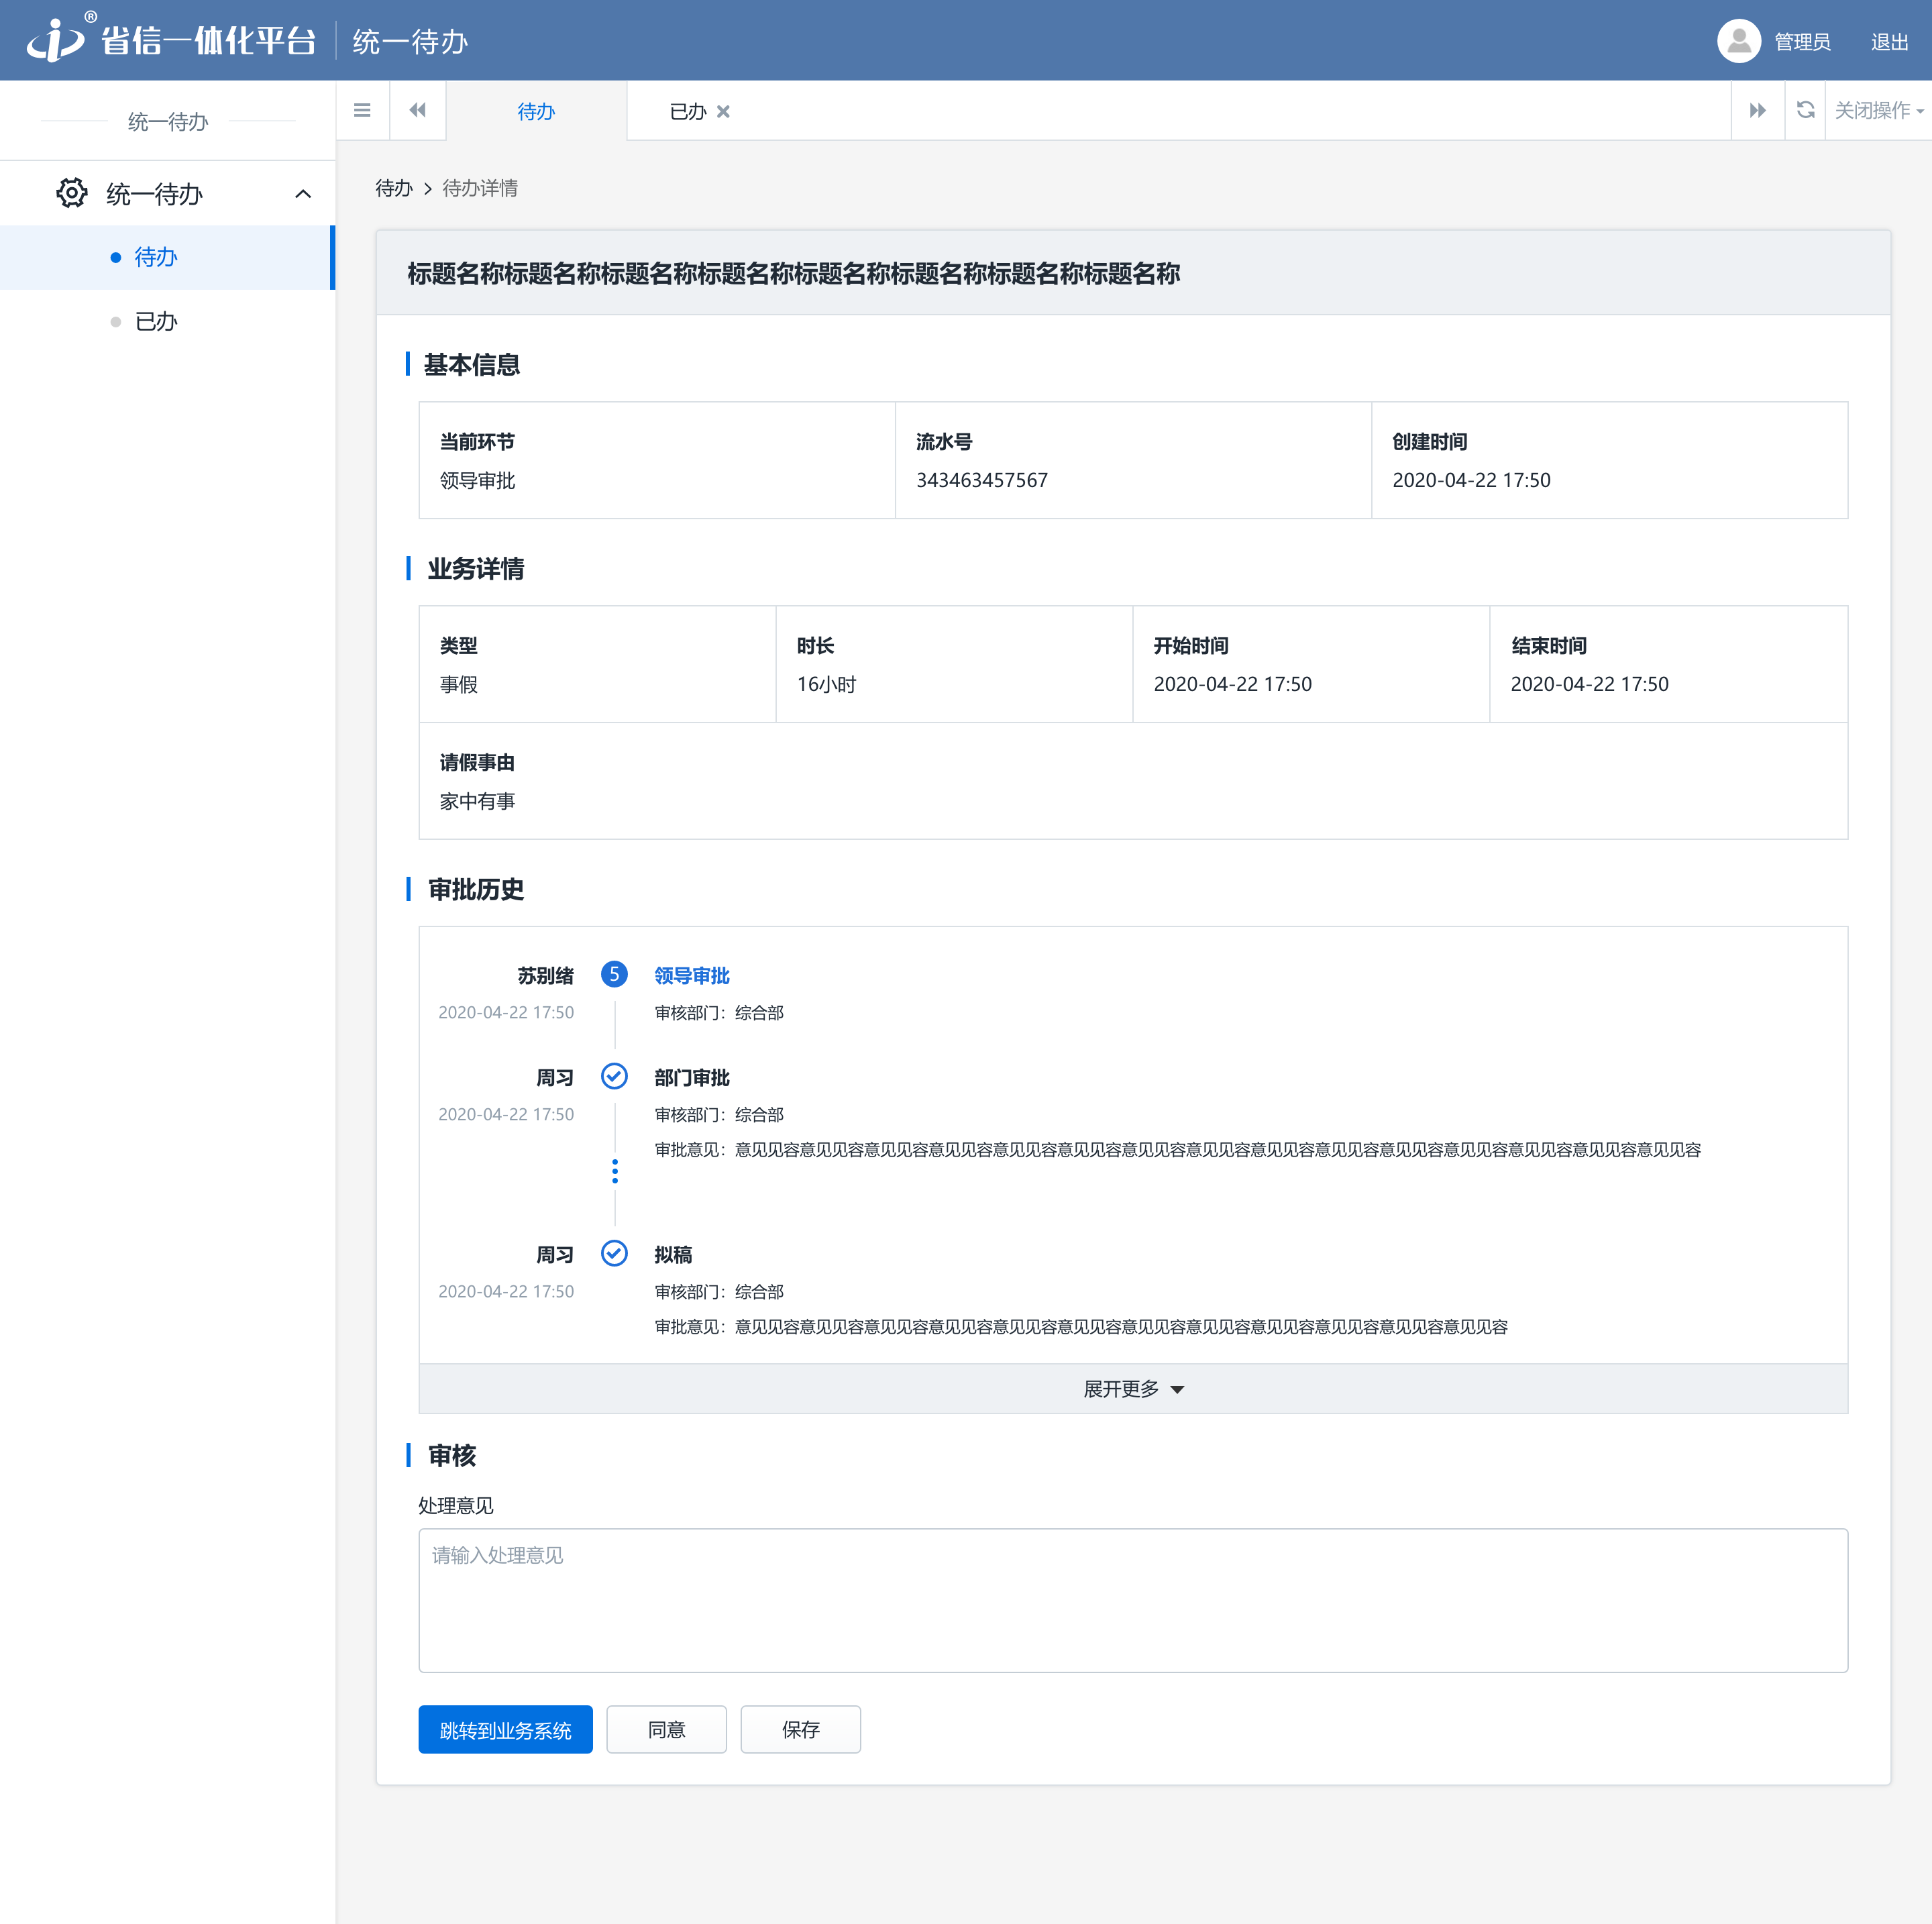 省信一体化平台®
统一待办
管理员
退出
统一待办
待办
已办
关闭操作
统一待办
待办
已办
待办 > 待办详情
标题名称标题名称标题名称标题名称标题名称标题名称标题名称标题名称
基本信息
当前环节
领导审批
流水号
343463457567
创建时间
2020-04-22 17:50
业务详情
类型
事假
时长
16小时
开始时间
2020-04-22 17:50
结束时间
2020-04-22 17:50
请假事由
家中有事
审批历史
苏别绪
2020-04-22 17:50
5
领导审批
审核部门：综合部
周习
2020-04-22 17:50
部门审批
审核部门：综合部
审批意见：意见见容意见见容意见见容意见见容意见见容意见见容意见见容意见见容意见见容意见见容意见见容意见见容意见见容意见见容意见见容
周习
2020-04-22 17:50
拟稿
审核部门：综合部
审批意见：意见见容意见见容意见见容意见见容意见见容意见见容意见见容意见见容意见见容意见见容意见见容意见见容
展开更多
审核
处理意见
请输入处理意见
跳转到业务系统
同意
保存